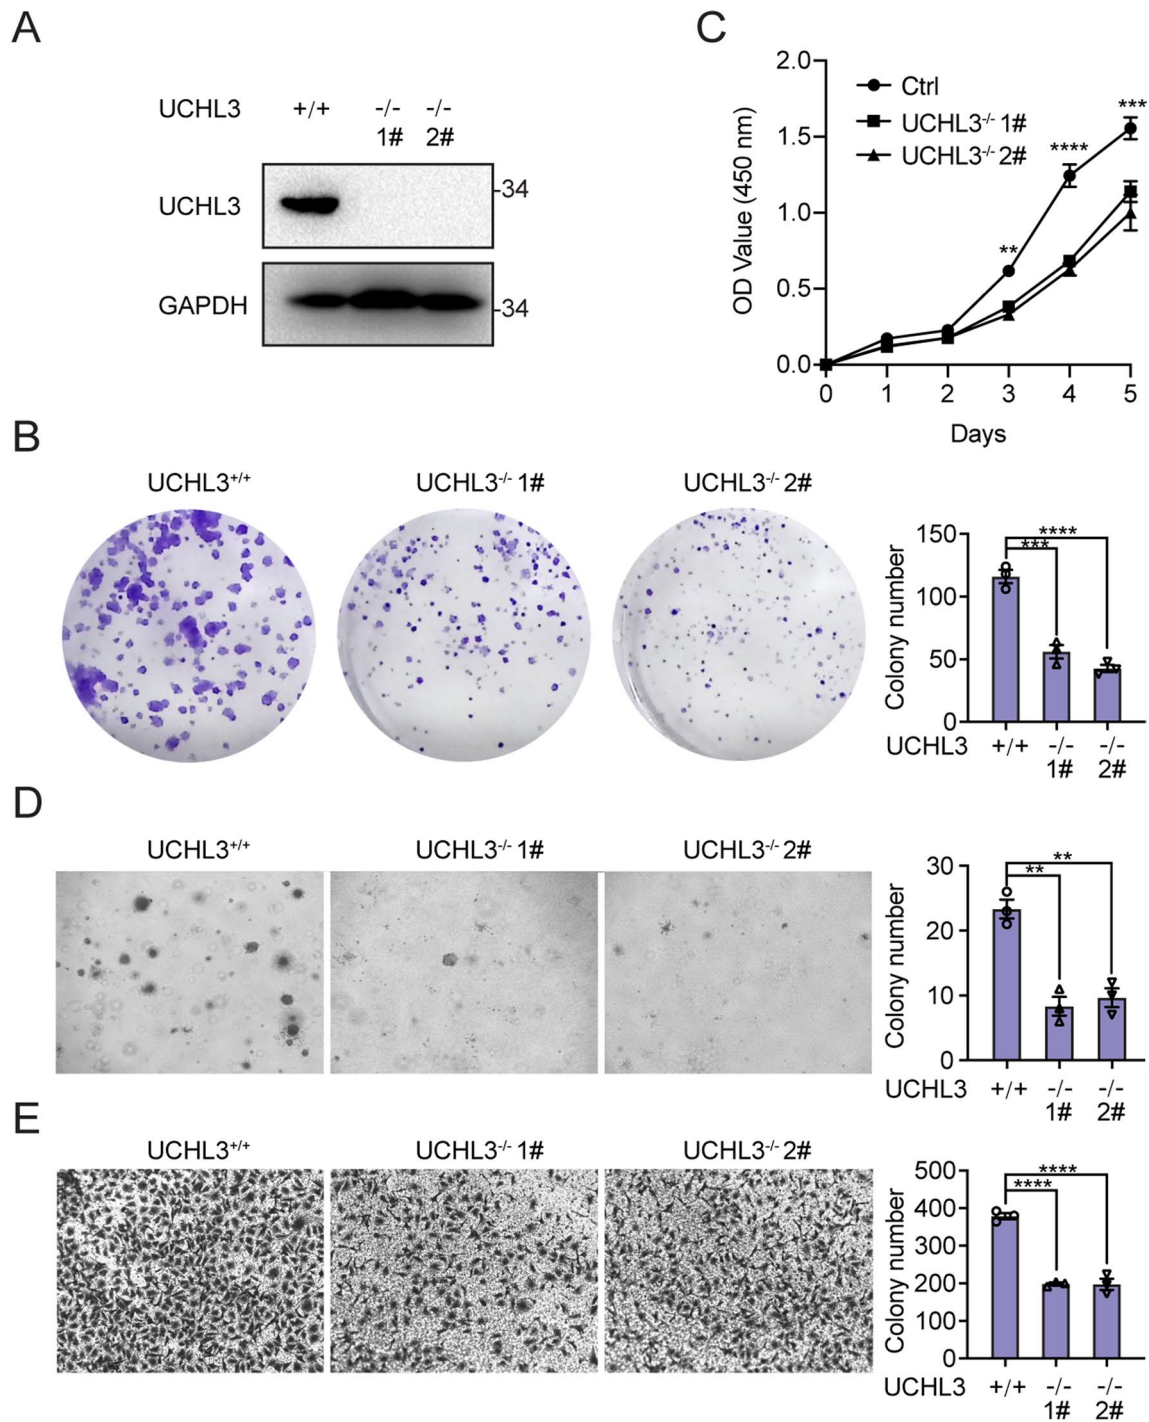 A
UCHL3 +/+ -/- -/-
1# 2#
UCHL3
-34
GAPDH
-34
C
2.0
1.5
1.0
0.5
0.0
OD Value (450 nm)
Ctrl
UCHL3-/- 1#
UCHL3-/- 2#
**
****
***
0 1 2 3 4 5
Days
B
UCHL3+/+ UCHL3-/- 1# UCHL3-/- 2#
Colony number
150
100
50
0
****
***
UCHL3 +/+ -/- -/-
1# 2#
D
UCHL3+/+ UCHL3-/- 1# UCHL3-/- 2#
Colony number
30
20
10
0
**
**
UCHL3 +/+ -/- -/-
1# 2#
E
UCHL3+/+ UCHL3-/- 1# UCHL3-/- 2#
Colony number
500
400
300
200
100
0
****
****
UCHL3 +/+ -/- -/-
1# 2#